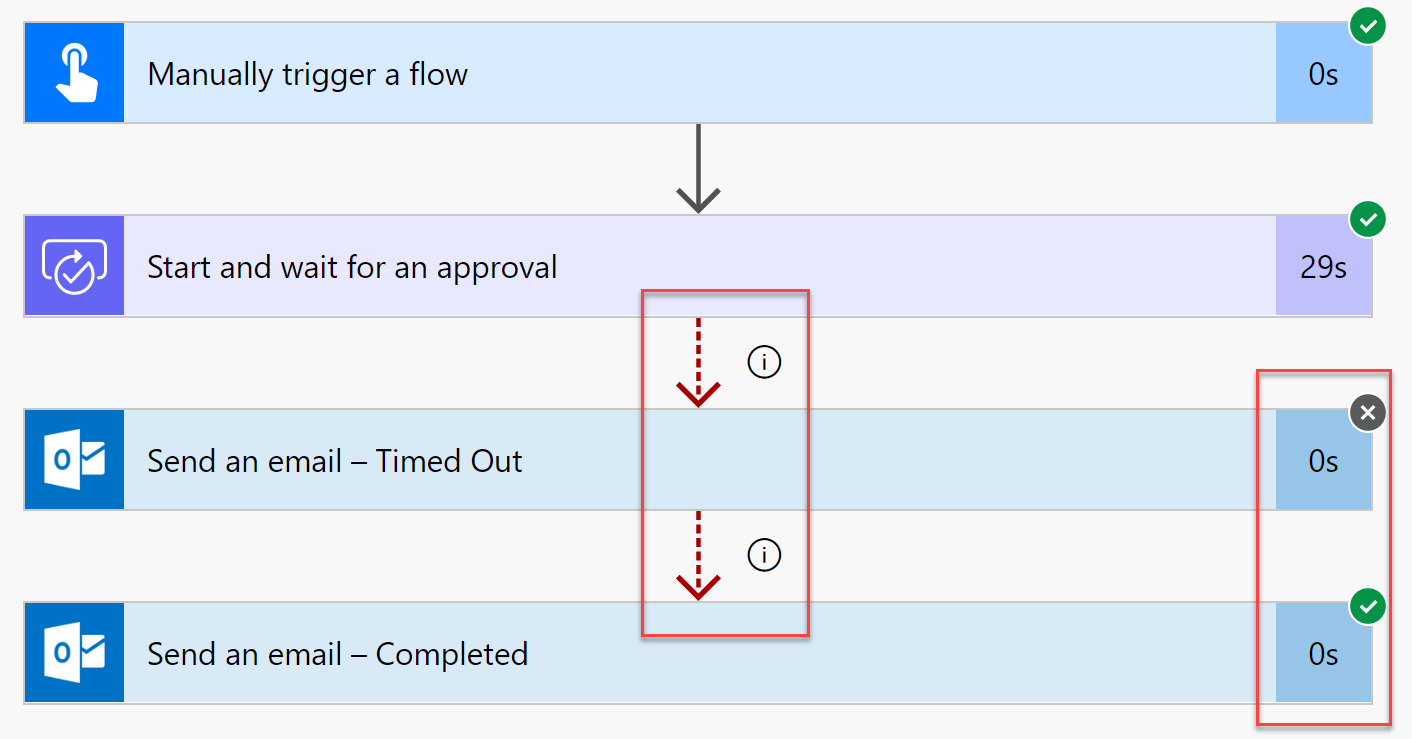 Manually trigger a flow
0s
Start and wait for an approval
29s
i
Send an email – Timed Out
0s
i
Send an email – Completed
0s